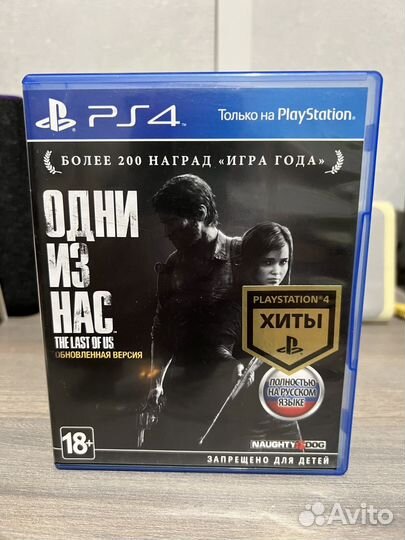 PS4
Только на PlayStation®
БОЛЕЕ 200 НАГРАД «ИГРА ГОДА»
ОДНИ
ИЗ
НАС
THE LAST OF US
ОБНОВЛЕННАЯ ВЕРСИЯ
PLAYSTATION®4
ХИТЫ
ПОЛНОСТЬЮ
НА РУССКОМ
ЯЗЫКЕ
18+
NAUGHTY DOG
ЗАПРЕЩЕНО ДЛЯ ДЕТЕЙ
Avito